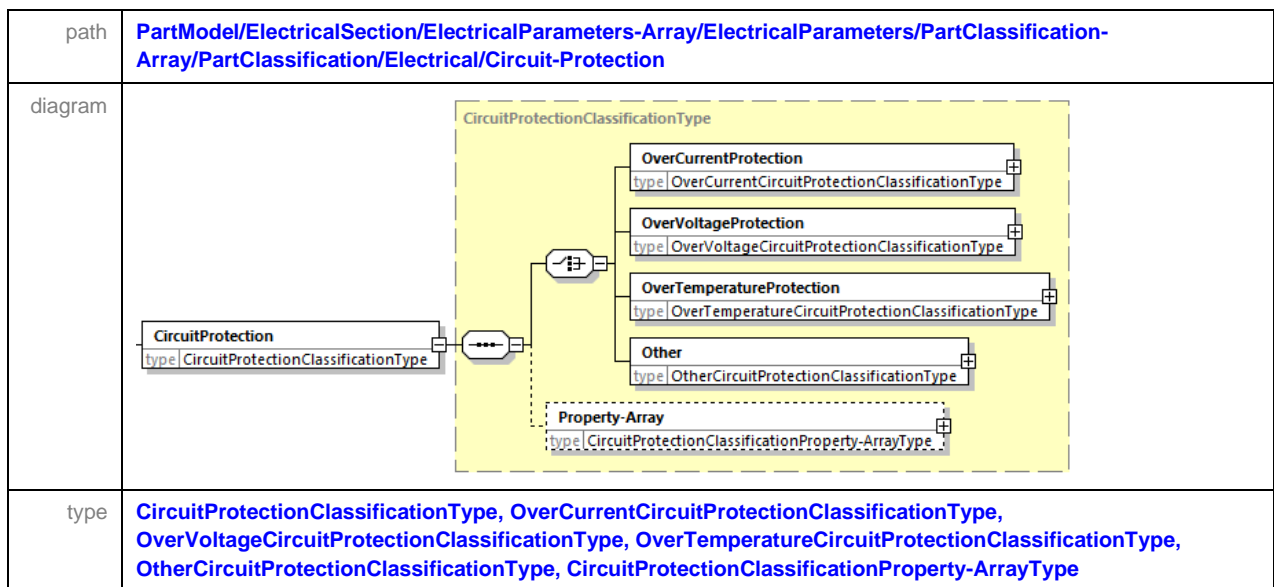 path
PartModel/ElectricalSection/ElectricalParameters-Array/ElectricalParameters/PartClassification-
Array/PartClassification/Electrical/Circuit-Protection
diagram
CircuitProtectionClassificationType
OverCurrentProtection
type OverCurrentCircuitProtectionClassificationType
OverVoltageProtection
type OverVoltageCircuitProtectionClassificationType
OverTemperatureProtection
type OverTemperatureCircuitProtectionClassificationType
CircuitProtection
type CircuitProtectionClassificationType
Other
type OtherCircuitProtectionClassificationType
Property-Array
type CircuitProtectionClassificationProperty-ArrayType
type
CircuitProtectionClassificationType, OverCurrentCircuitProtectionClassificationType,
OverVoltageCircuitProtectionClassificationType, OverTemperatureCircuitProtectionClassificationType,
OtherCircuitProtectionClassificationType, CircuitProtectionClassificationProperty-ArrayType